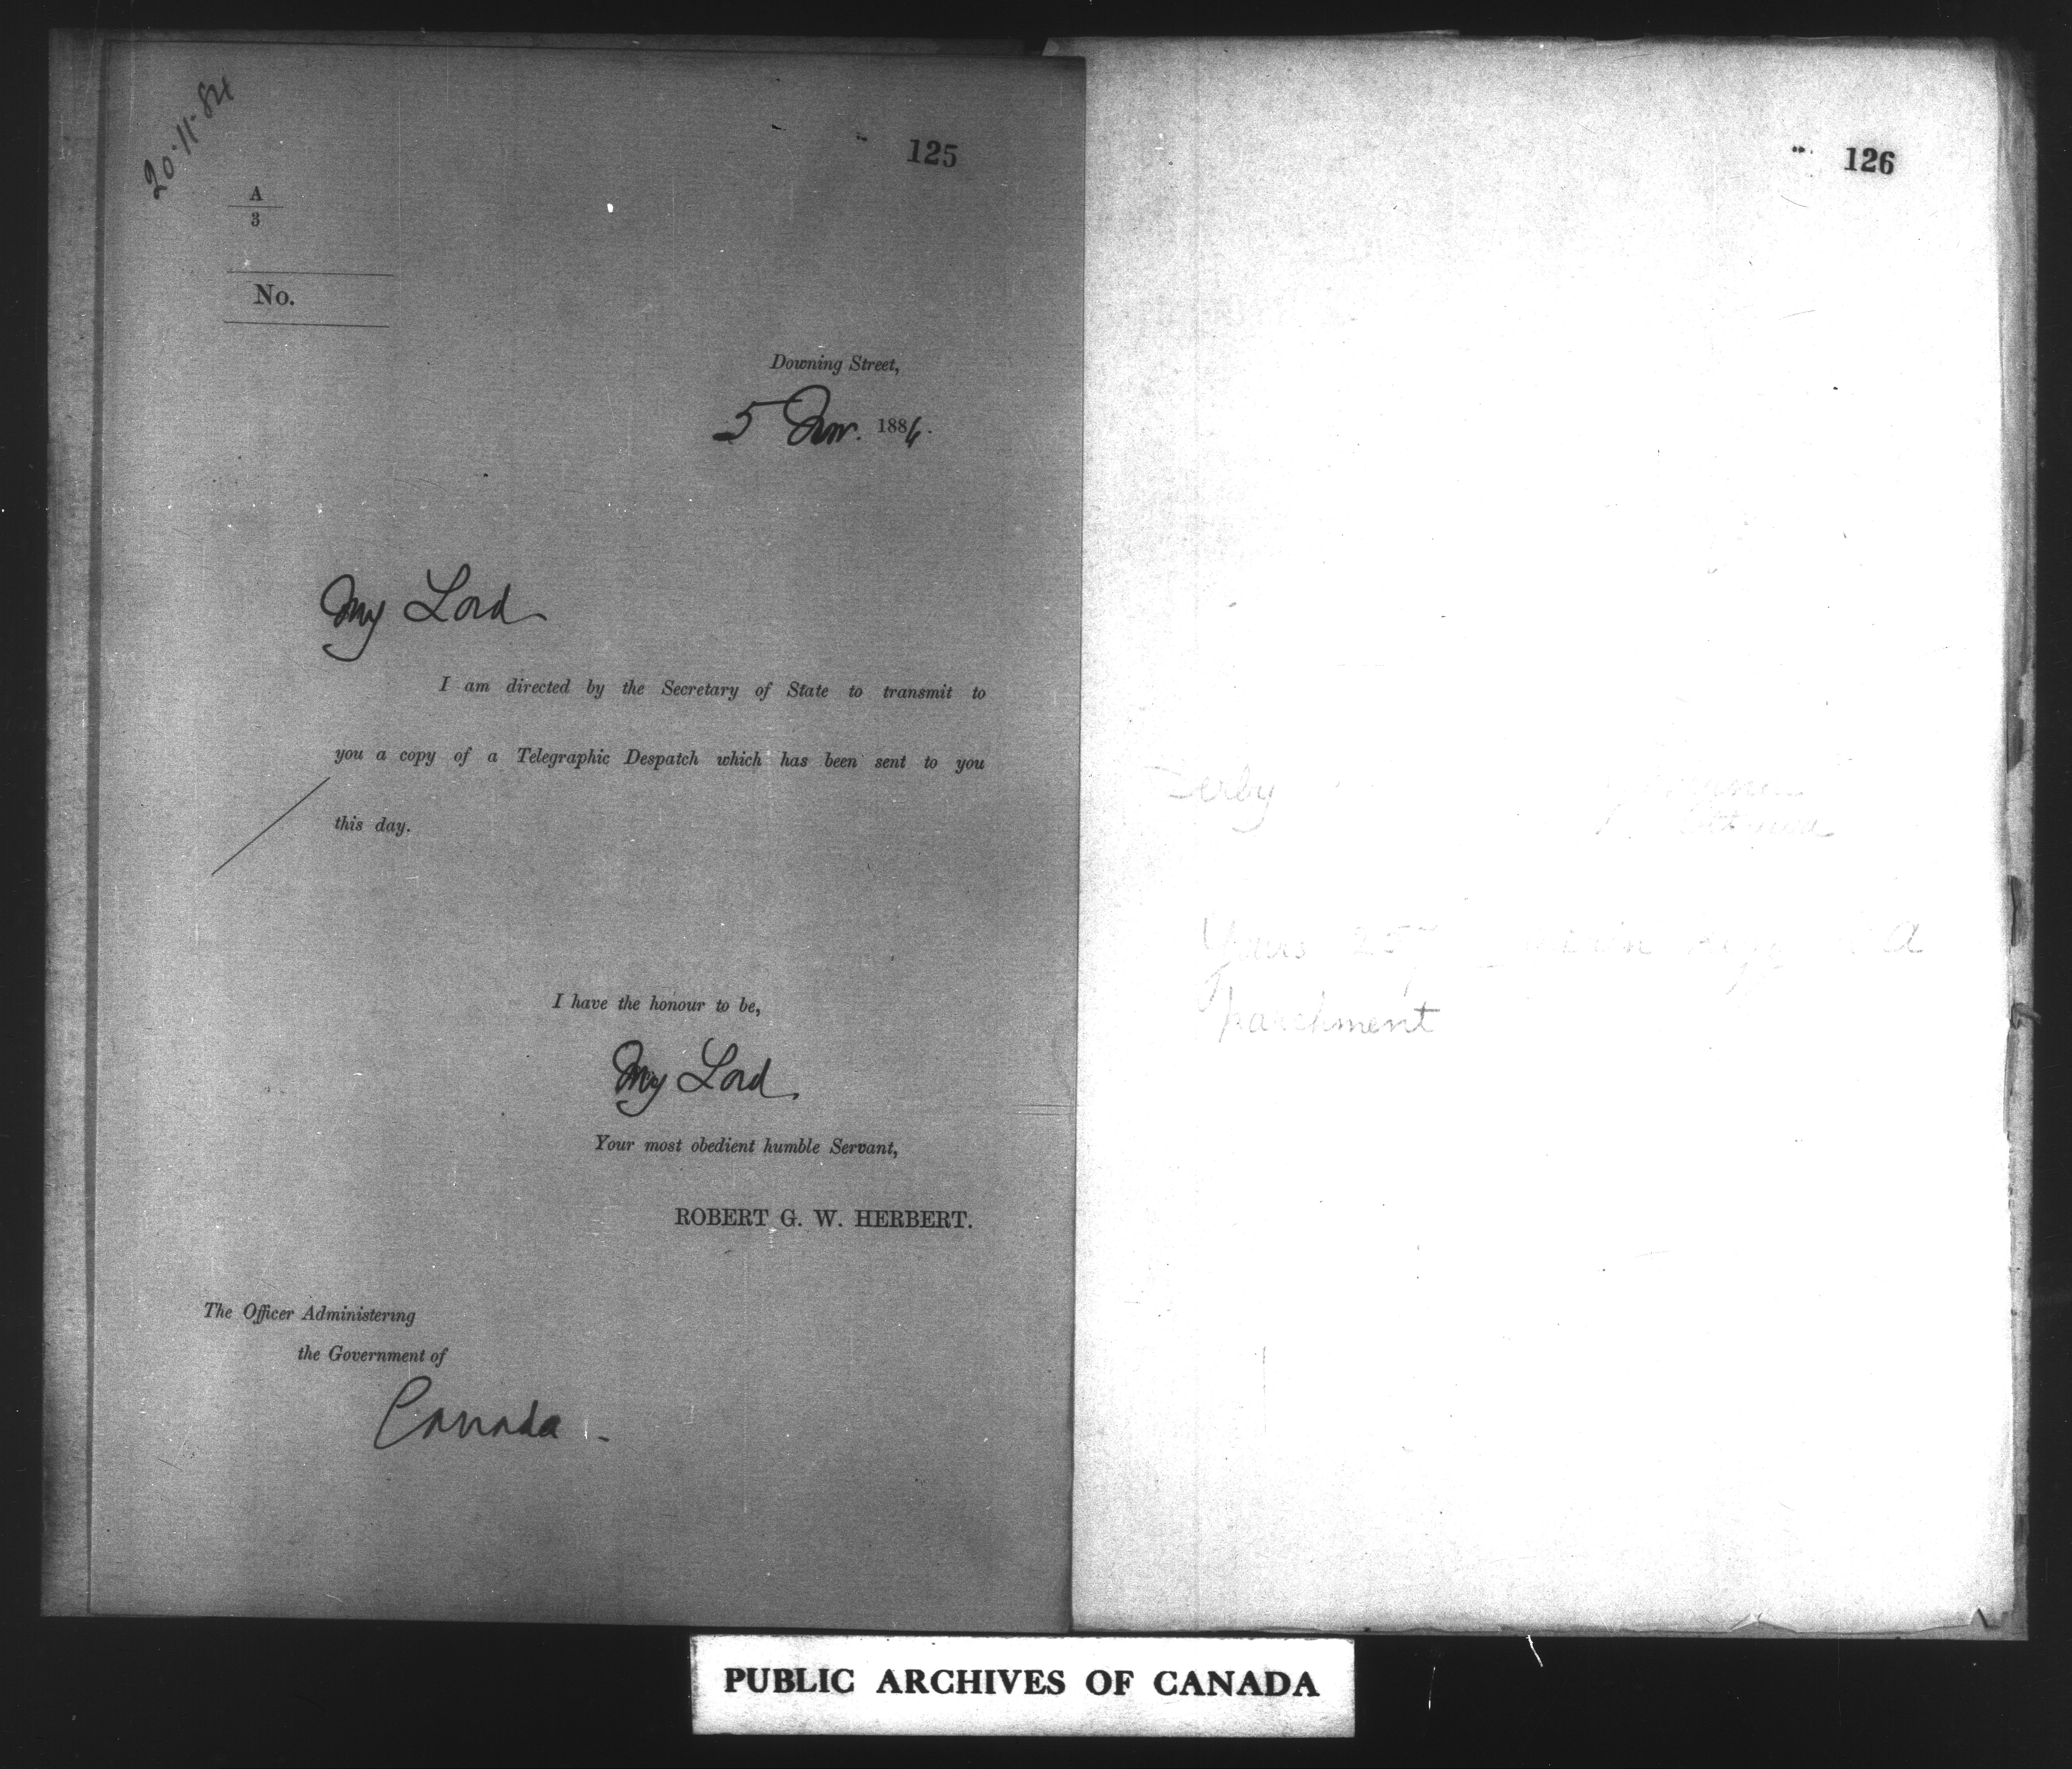 20.11.84
125
A
3
No.
Downing Street,
5 Nov. 1884.
My Lord
I am directed by the Secretary of State to transmit to
you a copy of a Telegraphic Despatch which has been sent to you
this day.
I have the honour to be,
My Lord
Your most obedient humble Servant,
ROBERT G. W. HERBERT.
The Officer Administering
the Government of
Canada.
126
Derby
Ottawa
Yours 25th
parchment
PUBLIC ARCHIVES OF CANADA